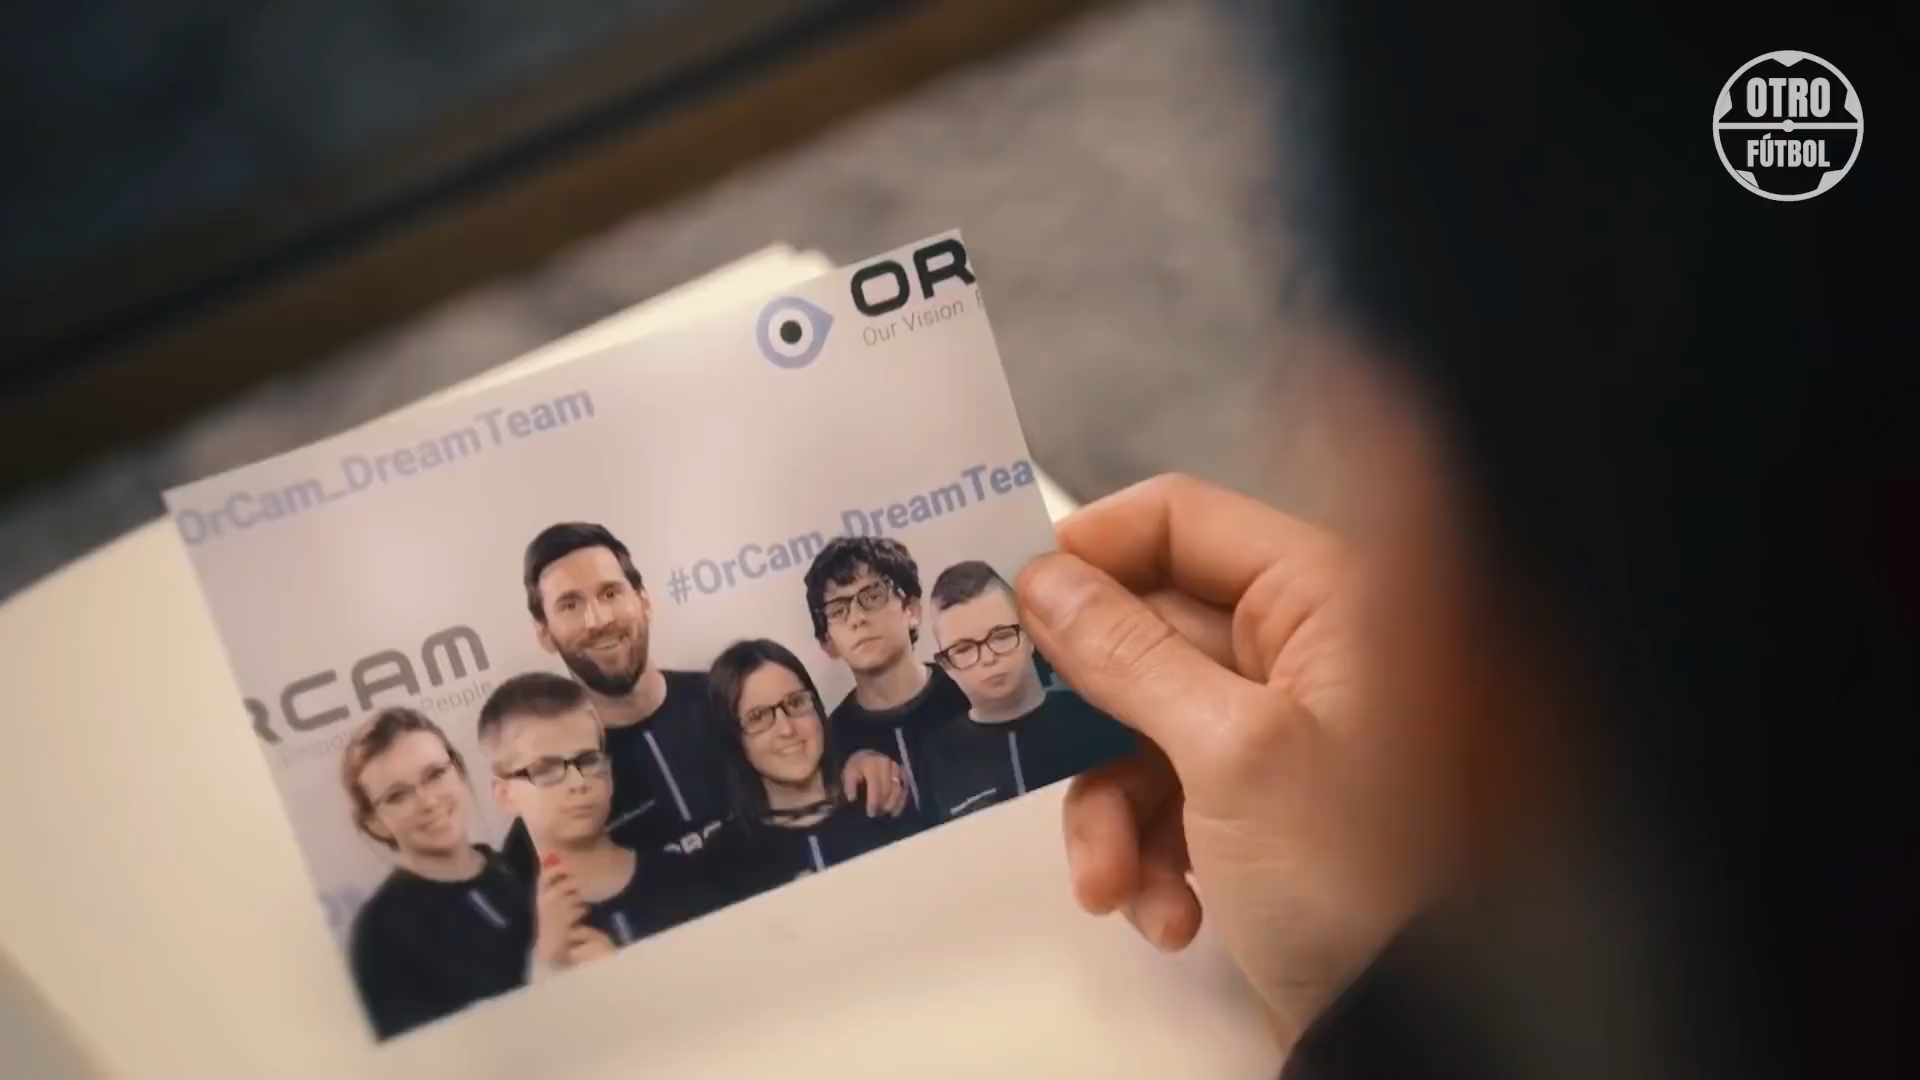 OTRO
FÚTBOL
OR
Our Vision
OrCam_DreamTeam
#OrCam_DreamTea
RCAM
People